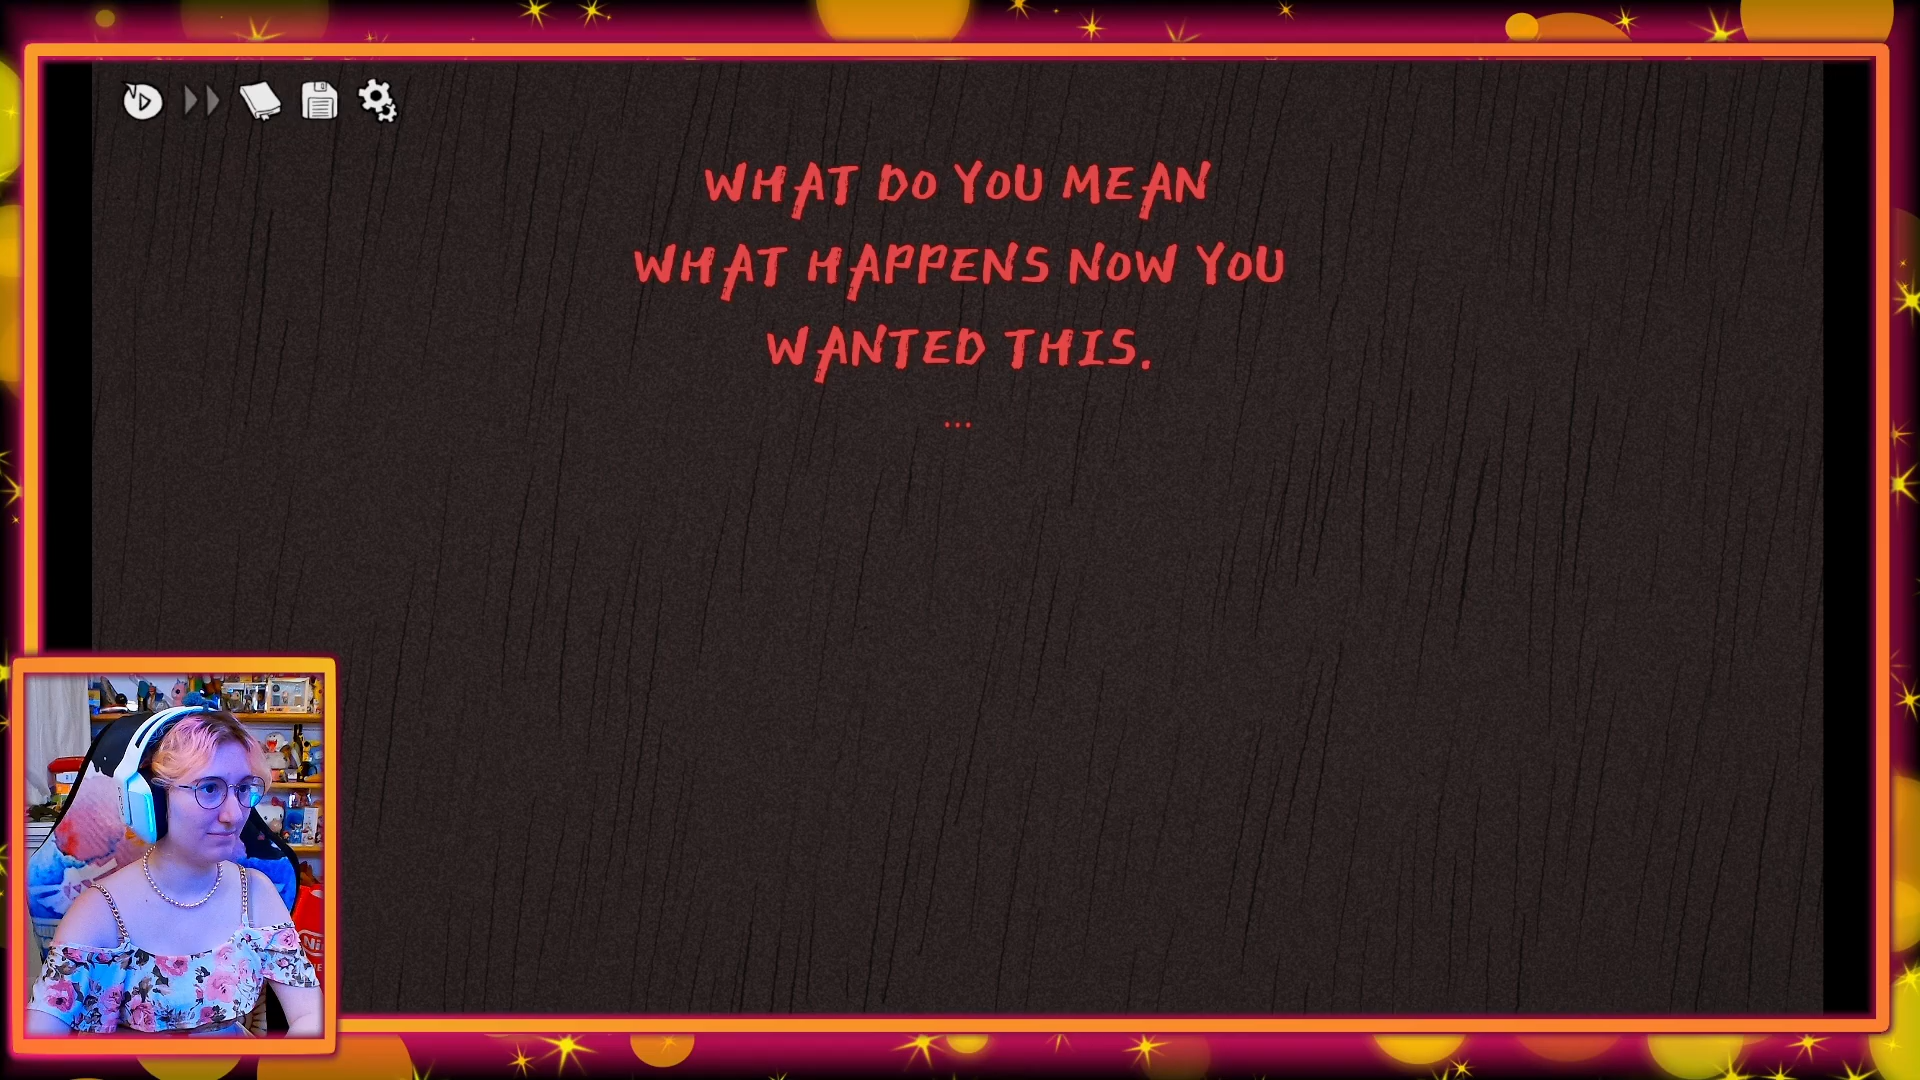 WHAT DO YOU MEAN
WHAT HAPPENS NOW YOU
WANTED THIS.
...